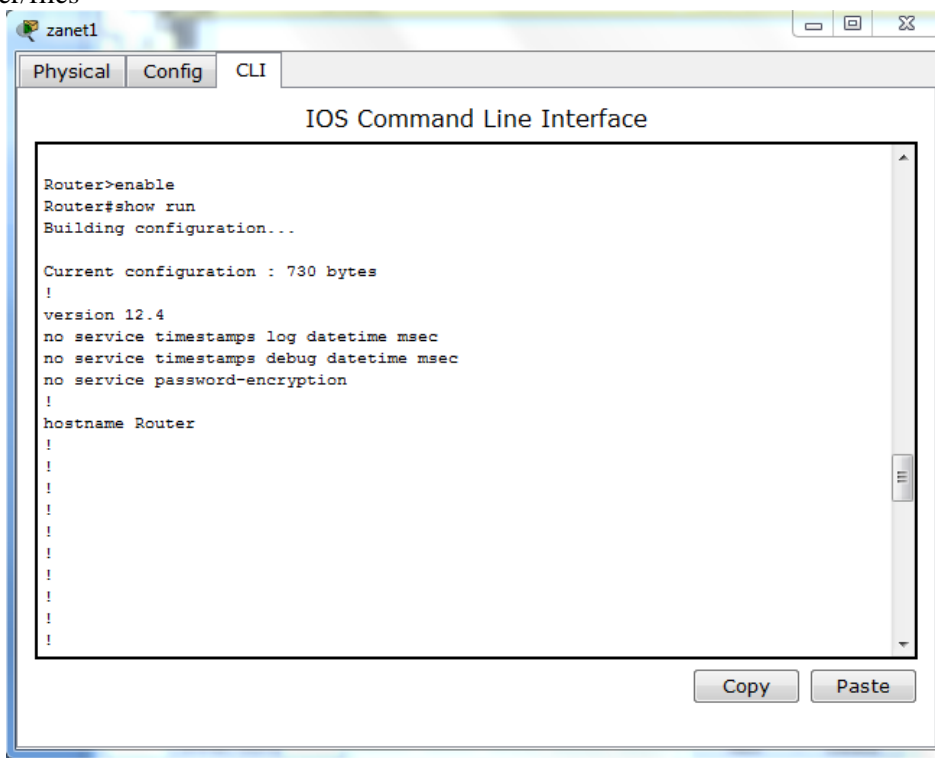 zanet1
Physical Config CLI
IOS Command Line Interface
Router>enable
Router#show run
Building configuration...
Current configuration : 730 bytes
!
version 12.4
no service timestamps log datetime msec
no service timestamps debug datetime msec
no service password-encryption
!
hostname Router
!
!
!
!
!
!
!
!
!
!
Copy Paste